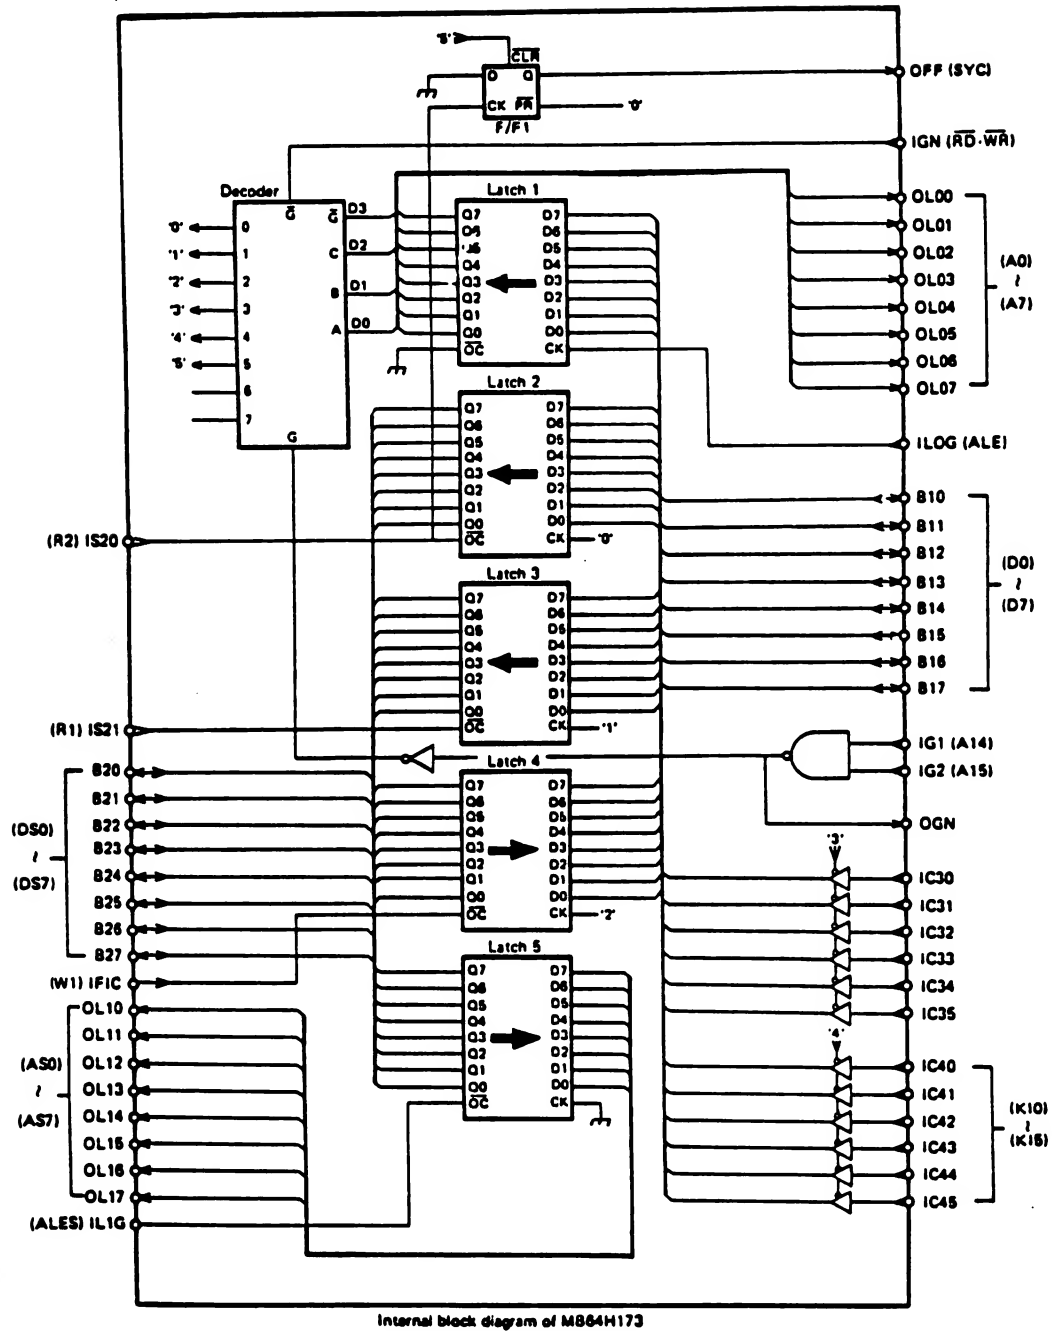 '5'
CLR
D Q
OFF (SYC)
CK PR
'0'
F/F1
IGN (RD·WR)
Decoder
G
G
D3
C
D2
B
D1
A
D0
'0' 0
'1' 1
'2' 2
'3' 3
'4' 4
'5' 5
6
7
G
Latch 1
Q7 D7
Q6 D6
D5
Q4 D4
Q3 D3
Q2 D2
Q1 D1
Q0 D0
OC CK
OL00
OL01
OL02
OL03
OL04
OL05
OL06
OL07
(A0)
~
(A7)
ILOG (ALE)
Latch 2
Q7 D7
Q6 D6
Q5 D5
Q4 D4
Q3 D3
Q2 D2
Q1 D1
Q0 D0
OC CK '0'
B10
B11
B12
B13
B14
B15
B16
B17
(D0)
~
(D7)
(R2) IS20
Latch 3
Q7 D7
Q6 D6
Q5 D5
Q4 D4
Q3 D3
Q2 D2
Q1 D1
Q0 D0
OC CK '1'
(R1) IS21
IG1 (A14)
IG2 (A15)
OGN
Latch 4
Q7 D7
Q6 D6
Q5 D5
Q4 D4
Q3 D3
Q2 D2
Q1 D1
Q0 D0
OC CK '2'
B20
B21
B22
B23
B24
B25
B26
B27
(DS0)
~
(DS7)
(W1) IFIC
'3'
IC30
IC31
IC32
IC33
IC34
IC35
Latch 5
Q7 D7
Q6 D6
Q5 D5
Q4 D4
Q3 D3
Q2 D2
Q1 D1
Q0 D0
OC CK
OL10
OL11
OL12
OL13
OL14
OL15
OL16
OL17
(AS0)
~
(AS7)
(ALES) IL1G
'4'
IC40
IC41
IC42
IC43
IC44
IC45
(KI0)
~
(KI5)
Internal block diagram of MB64H173